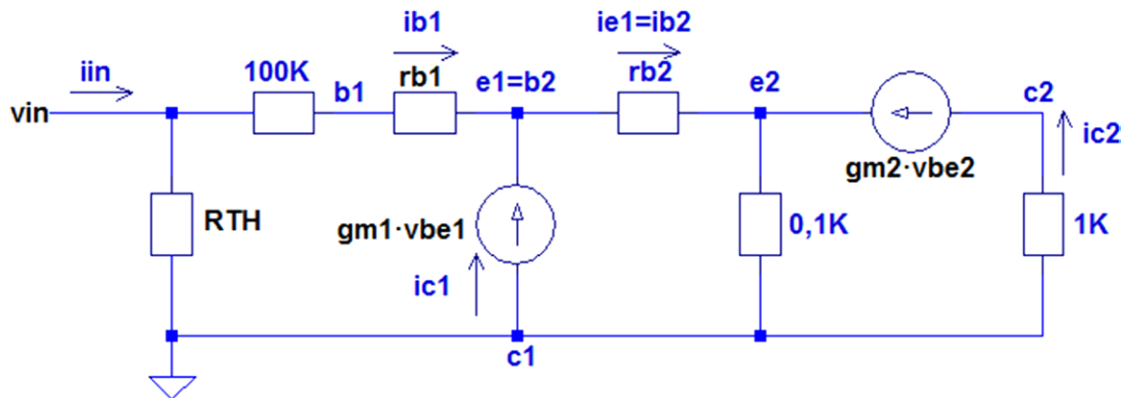 ib1
ie1=ib2
iin
100K
rb1
rb2
b1
e1=b2
e2
c2
vin
ic2
gm2·vbe2
RTH
gm1·vbe1
0,1K
1K
ic1
c1